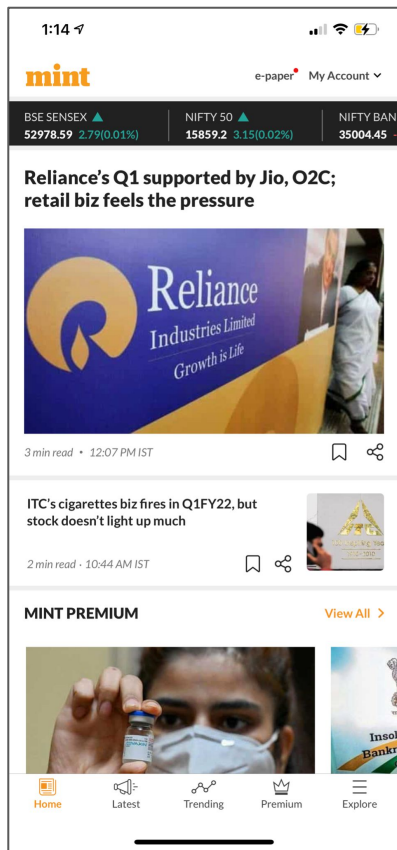 1:14
mint
e-paper My Account
BSE SENSEX NIFTY 50 NIFTY BAN
52978.59 2.79(0.01%) 15859.2 3.15(0.02%) 35004.45 -
Reliance's Q1 supported by Jio, O2C;
retail biz feels the pressure
Reliance
Industries Limited
Growth is Life
3 min read • 12:07 PM IST
ITC's cigarettes biz fires in Q1FY22, but
stock doesn't light up much
2 min read · 10:44 AM IST
MINT PREMIUM View All >
Insol
Bankr
Home Latest Trending Premium Explore